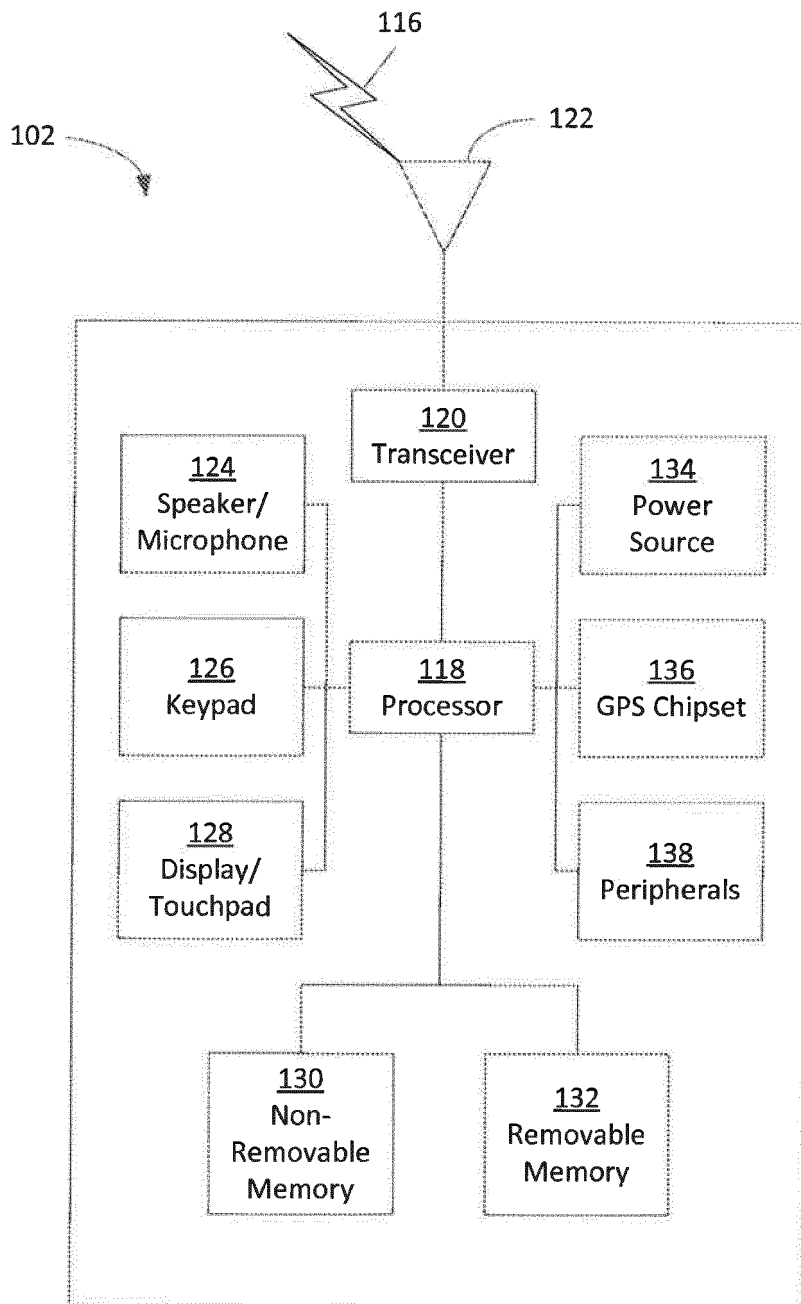 116
102
122
120
Transceiver
124
Speaker/
Microphone
134
Power
Source
126
Keypad
118
Processor
136
GPS Chipset
128
Display/
Touchpad
138
Peripherals
130
Non-
Removable
Memory
132
Removable
Memory